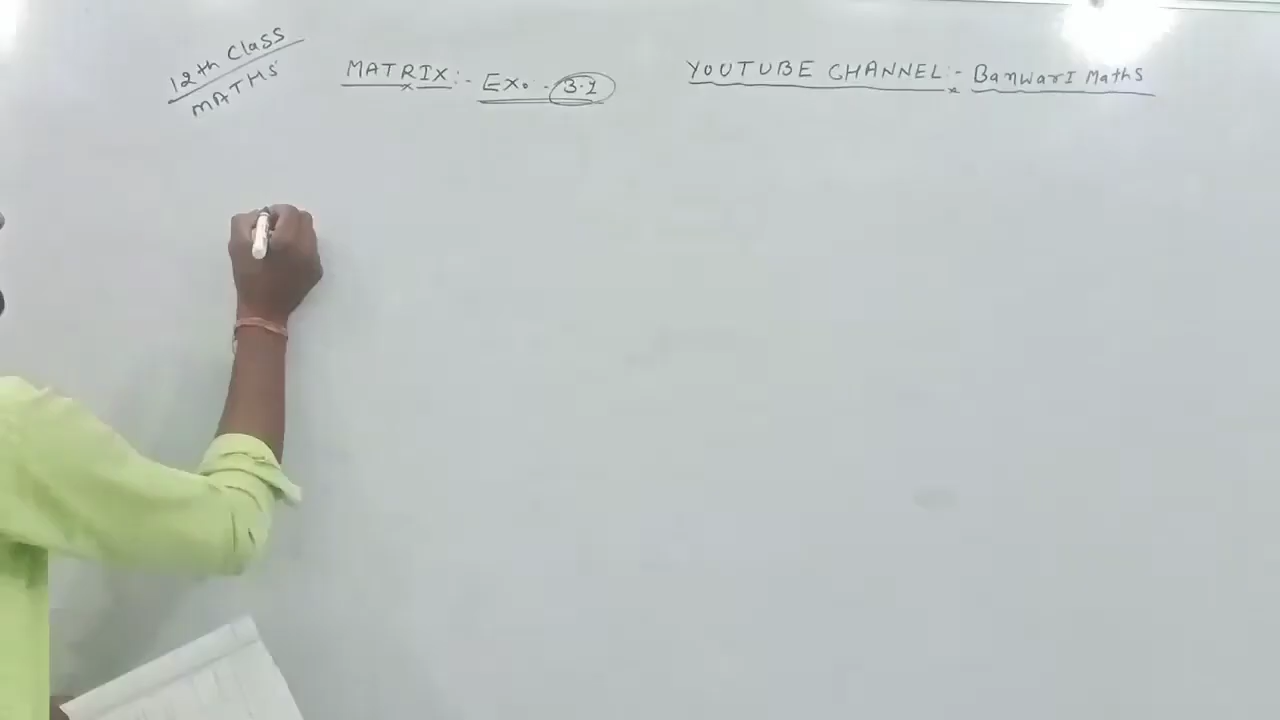 12th Class
MATHS
MATRIX:- Ex. - 3.1
YOUTUBE CHANNEL:- BanwarI MathS